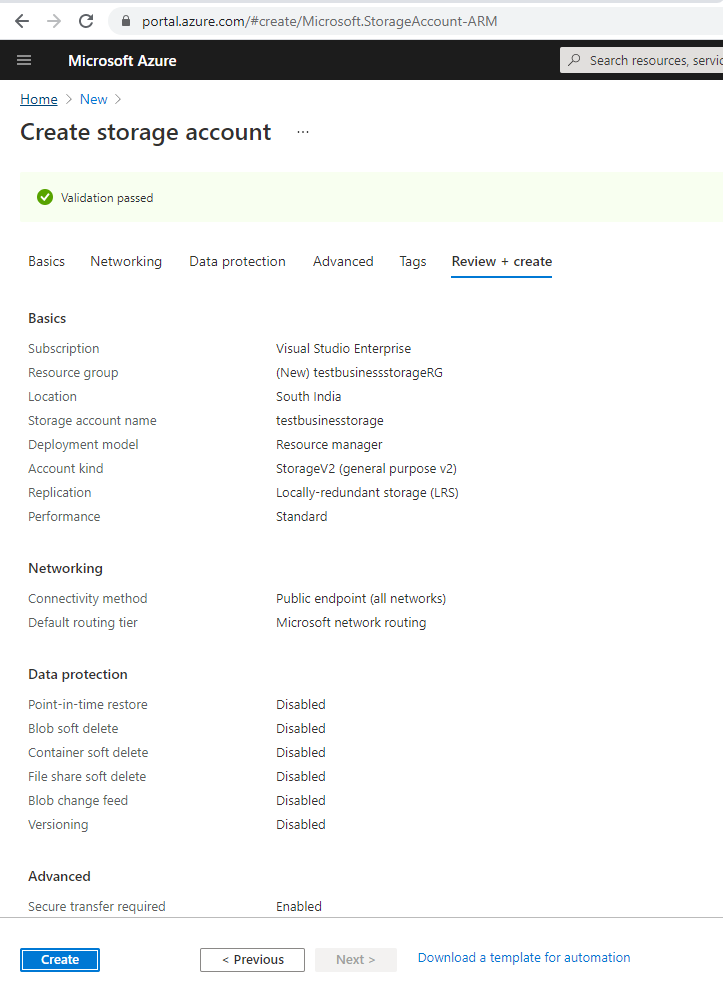 portal.azure.com/#create/Microsoft.StorageAccount-ARM
Microsoft Azure
Search resources, servic
Home > New >
Create storage account ...
Validation passed
Basics Networking Data protection Advanced Tags Review + create
Basics
Subscription Visual Studio Enterprise
Resource group (New) testbusinessstorageRG
Location South India
Storage account name testbusinesstorage
Deployment model Resource manager
Account kind StorageV2 (general purpose v2)
Replication Locally-redundant storage (LRS)
Performance Standard
Networking
Connectivity method Public endpoint (all networks)
Default routing tier Microsoft network routing
Data protection
Point-in-time restore Disabled
Blob soft delete Disabled
Container soft delete Disabled
File share soft delete Disabled
Blob change feed Disabled
Versioning Disabled
Advanced
Secure transfer required Enabled
Create < Previous Next > Download a template for automation